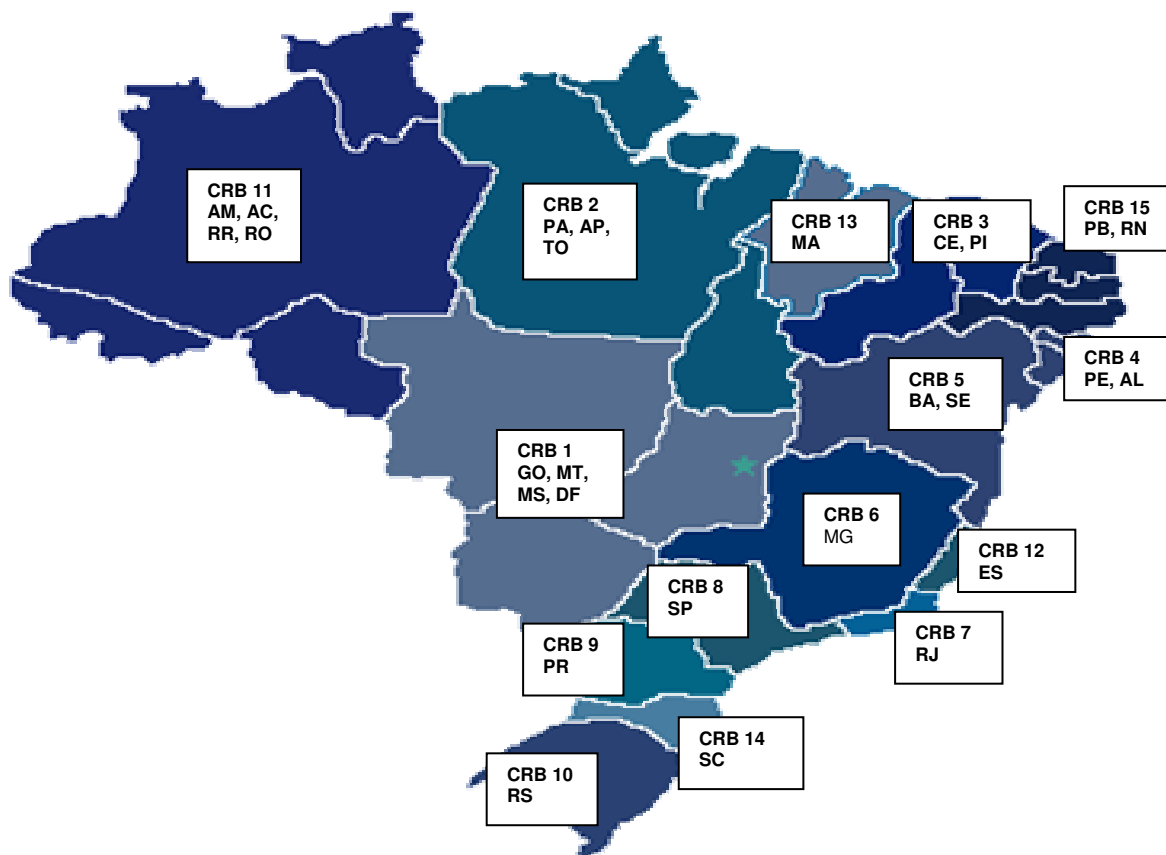 CRB 11
AM, AC,
RR, RO
CRB 2
PA, AP,
TO
CRB 13
MA
CRB 3
CE, PI
CRB 15
PB, RN
CRB 4
PE, AL
CRB 5
BA, SE
CRB 1
GO, MT,
MS, DF
CRB 6
MG
CRB 12
ES
CRB 8
SP
CRB 7
RJ
CRB 9
PR
CRB 14
SC
CRB 10
RS